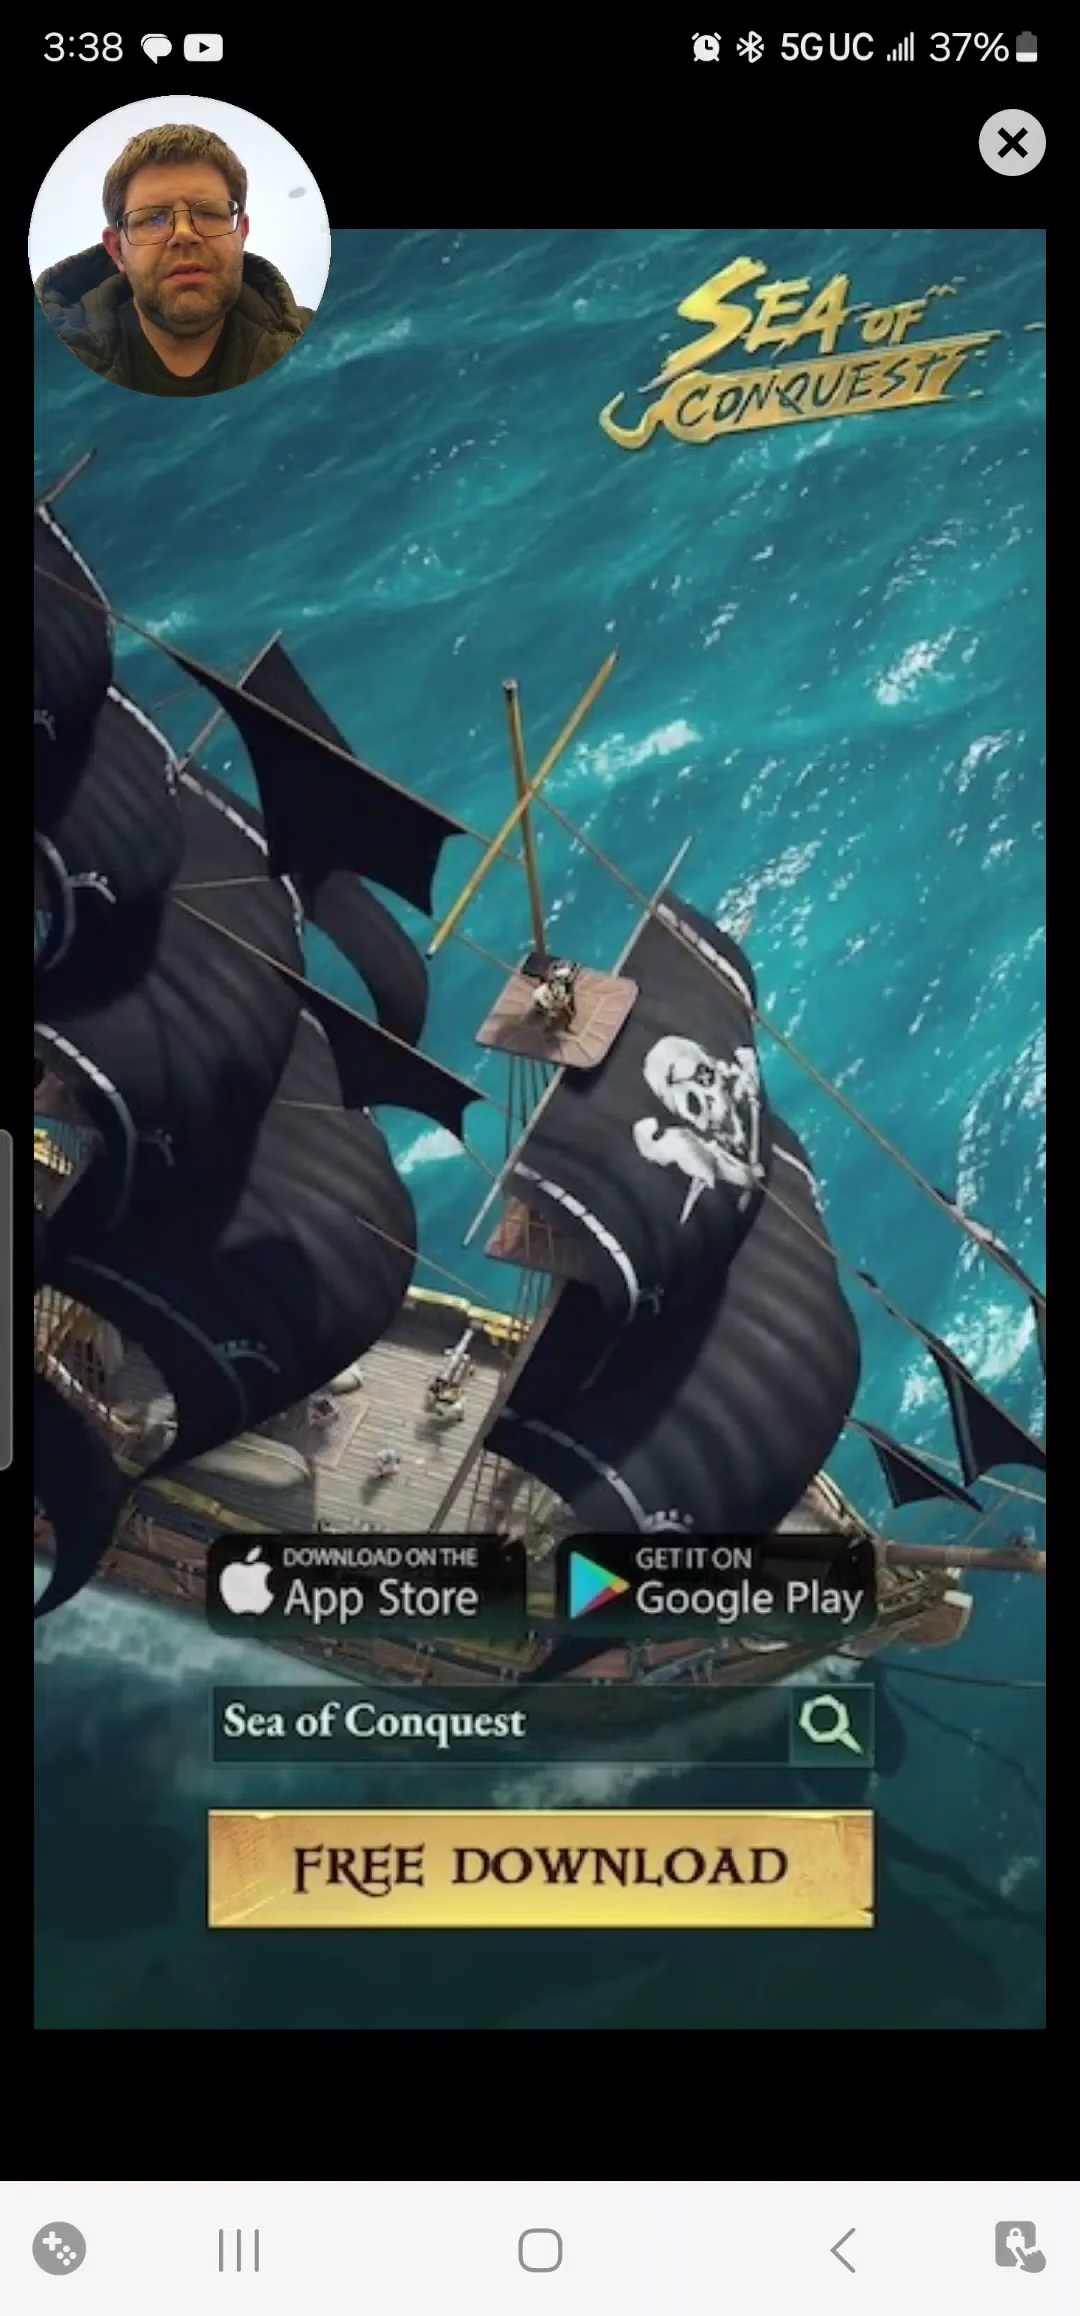 3:38
5G UC 37%
SEA OF
CONQUEST
DOWNLOAD ON THE
App Store
GET IT ON
Google Play
Sea of Conquest
FREE DOWNLOAD